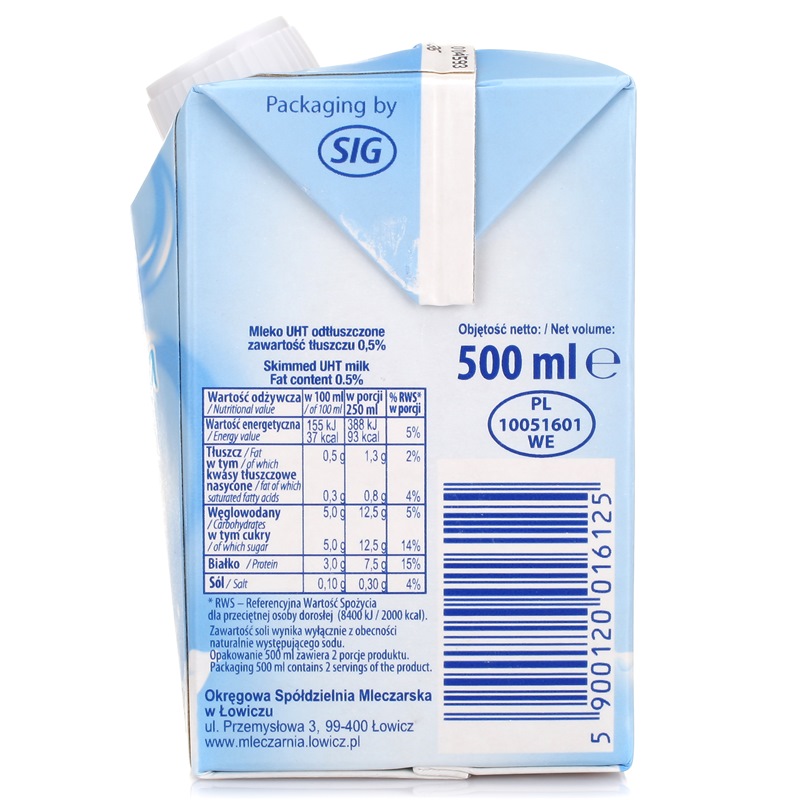 004593
Packaging by
SIG
Mleko UHT odtłuszczone
zawartość tłuszczu 0,5%
Skimmed UHT milk
Fat content 0.5%
Wartość odżywcza w 100 ml w porcji % RWS*
/ Nutritional value / of 100 ml 250 ml w porcji
Wartość energetyczna 155 kJ 388 kJ
/ Energy value 37 kcal 93 kcal 5%
Tłuszcz / Fat 0,5 g 1,3 g 2%
w tym / of which
kwasy tłuszczowe
nasycone / fat of which
saturated fatty acids 0,3 g 0,8 g 4%
Węglowodany 5,0 g 12,5 g 5%
/ Carbohydrates
w tym cukry
/ of which sugar 5,0 g 12,5 g 14%
Białko / Protein 3,0 g 7,5 g 15%
Sól / Salt 0,10 g 0,30 g 4%
* RWS – Referencyjna Wartość Spożycia
dla przeciętnej osoby dorosłej (8400 kJ / 2000 kcal).
Zawartość soli wynika wyłącznie z obecności
naturalnie występującego sodu.
Opakowanie 500 ml zawiera 2 porcje produktu.
Packaging 500 ml contains 2 servings of the product.
Okręgowa Spółdzielnia Mleczarska
w Łowiczu
ul. Przemysłowa 3, 99-400 Łowicz
www.mleczarnia.lowicz.pl
Objętość netto: / Net volume:
500 ml e
PL
10051601
WE
5 900120 016125